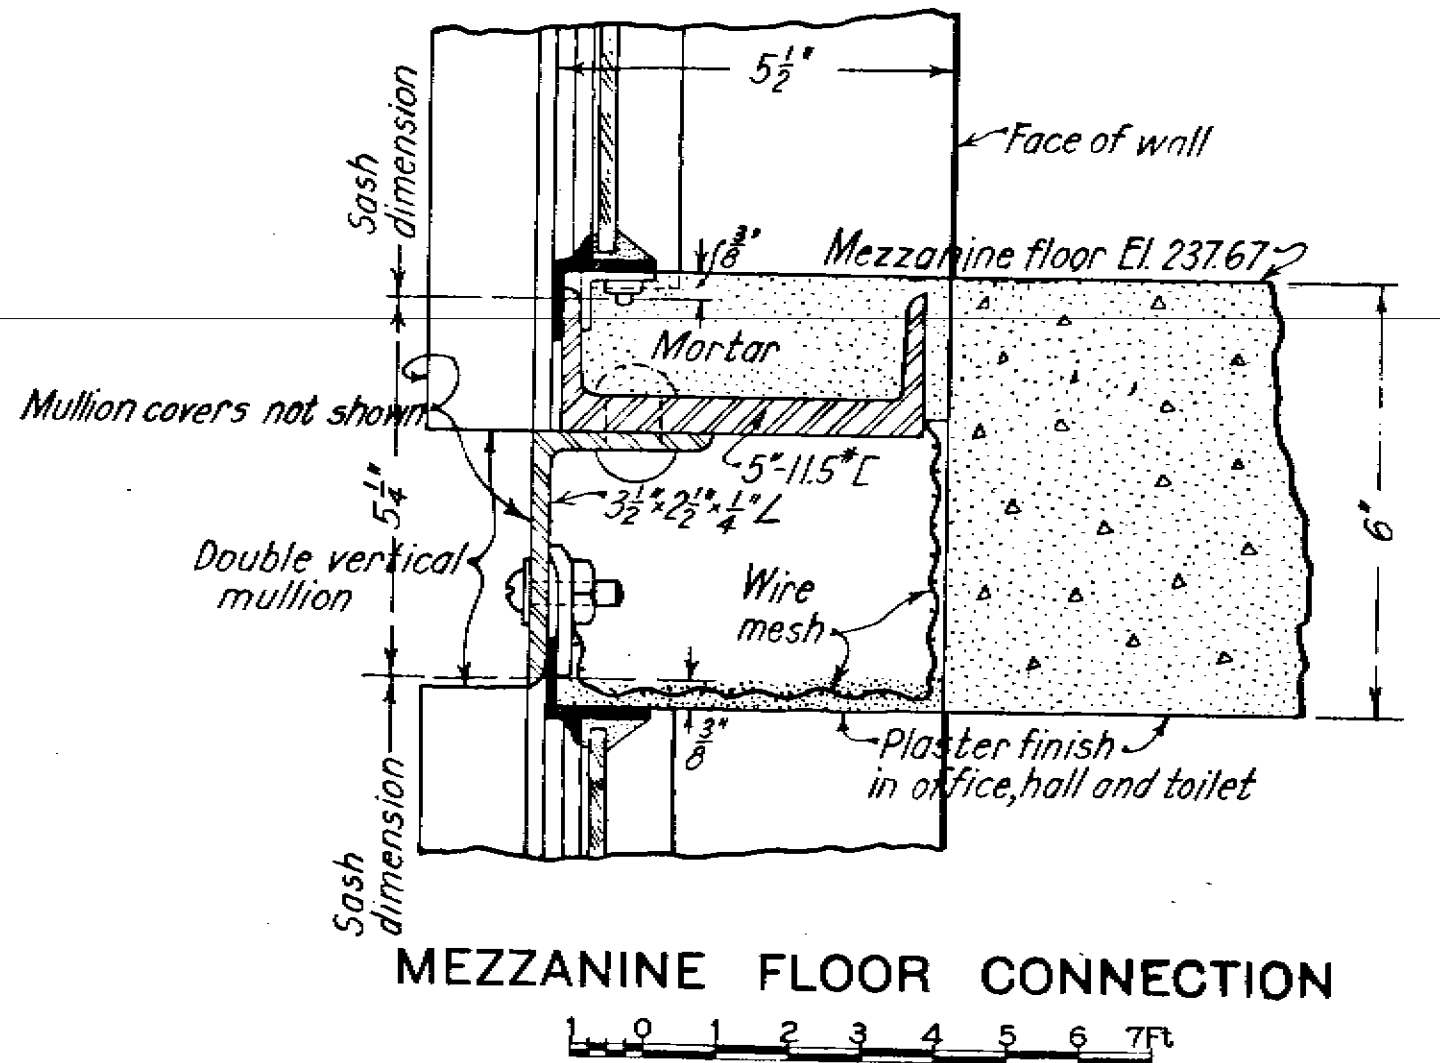 5 1/2"
Sash
dimension
Face of wall
3/8"
Mezzanine floor El. 237.67
Mortar
Mullion covers not shown
5"-11.5# [
3 1/2" x 2 1/2" x 1/4" L
5 1/4"
6"
Double vertical
mullion
Wire
mesh
3/8"
Plaster finish
in office, hall and toilet
Sash
dimension
MEZZANINE FLOOR CONNECTION
1 0 1 2 3 4 5 6 7Ft